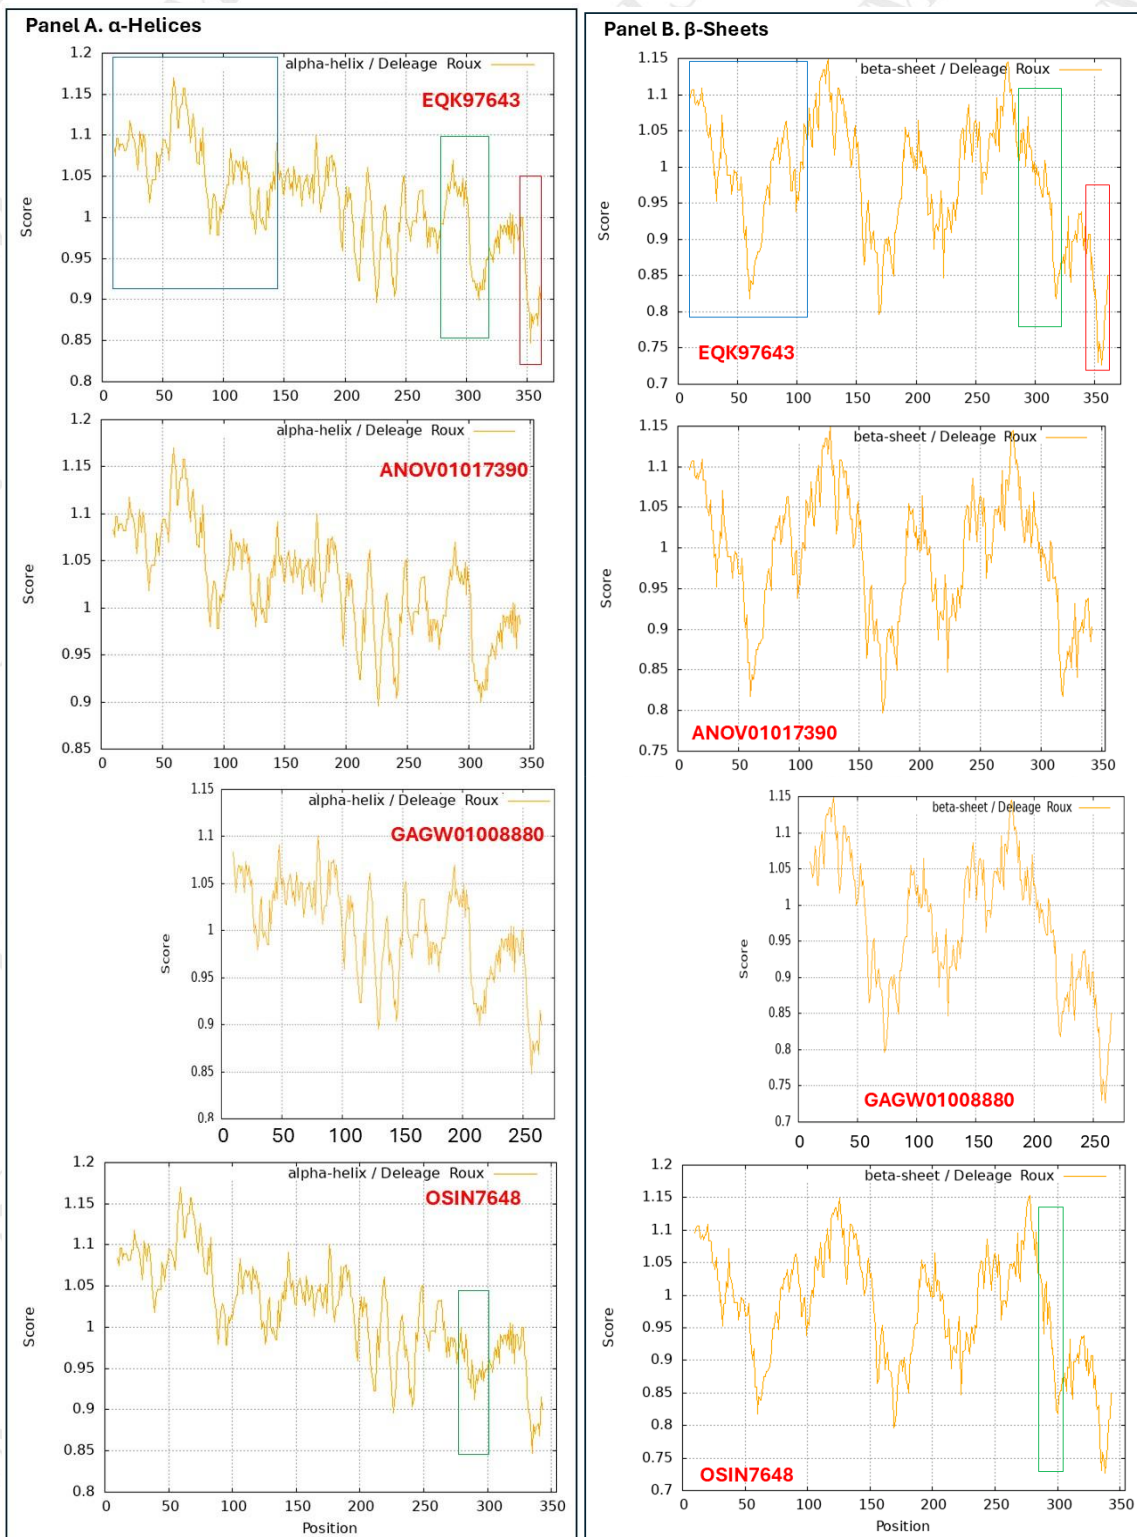 Panel A. α-Helices
1.2
1.15
1.1
1.05
1
0.95
0.9
0.85
0.8
Score
alpha-helix / Deleage Roux
EQK97643
0 50 100 150 200 250 300 350
1.2
1.15
1.1
1.05
1
0.95
0.9
0.85
Score
alpha-helix / Deleage Roux
ANOV01017390
0 50 100 150 200 250 300 350
1.15
1.1
1.05
1
0.95
0.9
0.85
0.8
Score
alpha-helix / Deleage Roux
GAGW01008880
0 50 100 150 200 250
1.2
1.15
1.1
1.05
1
0.95
0.9
0.85
0.8
Score
alpha-helix / Deleage Roux
OSIN7648
0 50 100 150 200 250 300 350
Position
Panel B. β-Sheets
1.15
1.1
1.05
1
0.95
0.9
0.85
0.8
0.75
0.7
Score
beta-sheet / Deleage Roux
EQK97643
0 50 100 150 200 250 300 350
Position
1.15
1.1
1.05
1
0.95
0.9
0.85
0.8
0.75
Score
beta-sheet / Deleage Roux
ANOV01017390
0 50 100 150 200 250 300 350
1.15
1.1
1.05
1
0.95
0.9
0.85
0.8
0.75
0.7
Score
beta-sheet / Deleage Roux
GAGW01008880
0 50 100 150 200 250
1.2
1.15
1.1
1.05
1
0.95
0.9
0.85
0.8
0.75
0.7
Score
beta-sheet / Deleage Roux
OSIN7648
0 50 100 150 200 250 300 350
Position